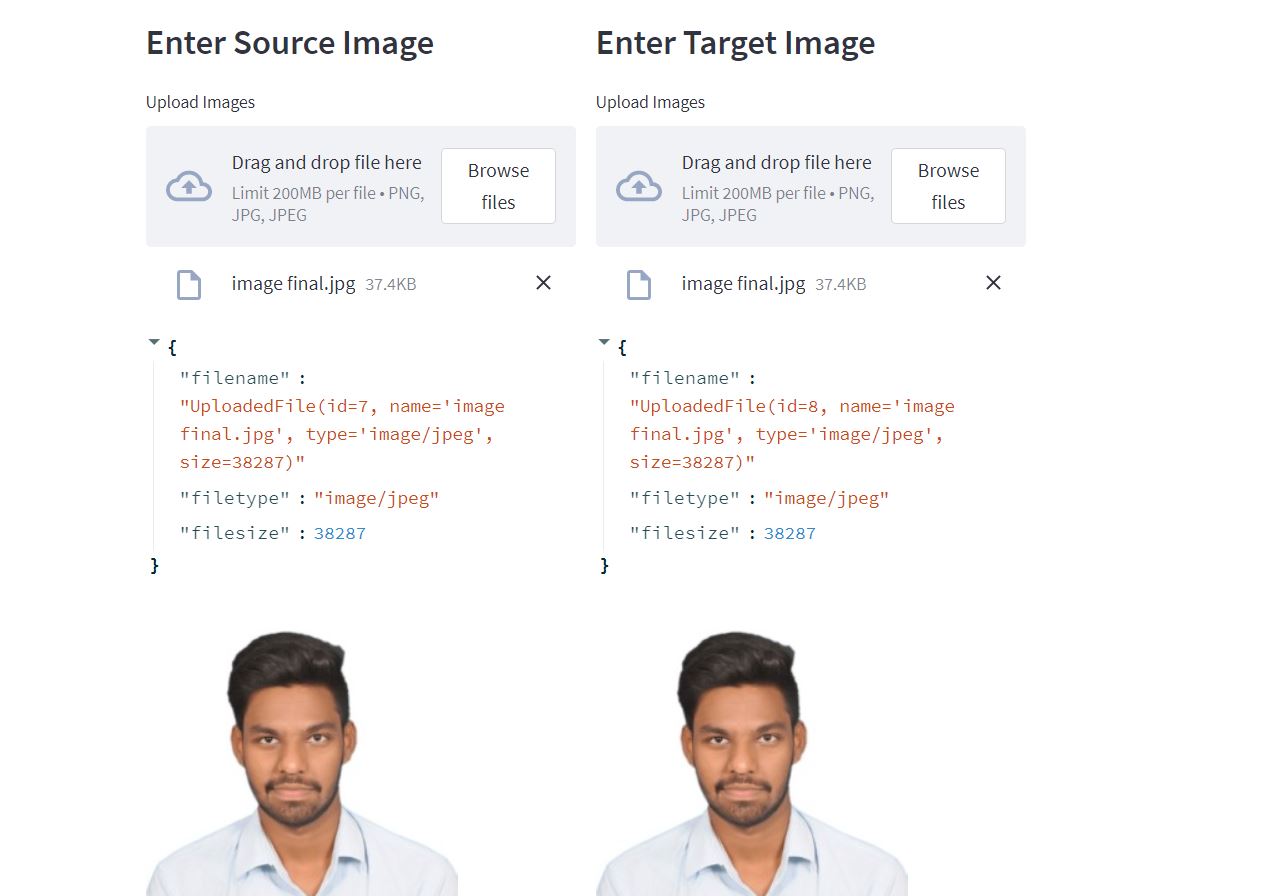 Enter Source Image
Upload Images
Drag and drop file here
Limit 200MB per file • PNG,
JPG, JPEG
Browse
files
image final.jpg 37.4KB
{
"filename" :
"UploadedFile(id=7, name='image
final.jpg', type='image/jpeg',
size=38287)"
"filetype" : "image/jpeg"
"filesize" : 38287
}
Enter Target Image
Upload Images
Drag and drop file here
Limit 200MB per file • PNG,
JPG, JPEG
Browse
files
image final.jpg 37.4KB
{
"filename" :
"UploadedFile(id=8, name='image
final.jpg', type='image/jpeg',
size=38287)"
"filetype" : "image/jpeg"
"filesize" : 38287
}